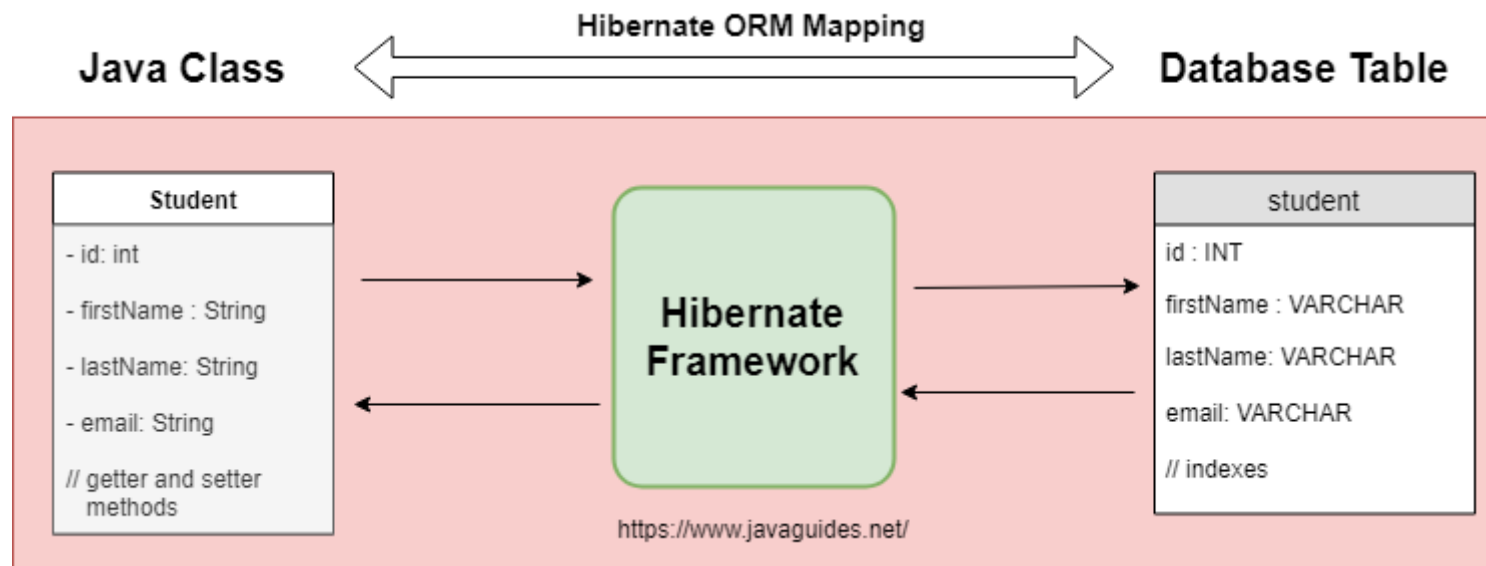 Hibernate ORM Mapping
Java Class
Database Table
Student
- id: int
- firstName : String
- lastName: String
- email: String
// getter and setter
methods
Hibernate
Framework
https://www.javaguides.net/
student
id : INT
firstName : VARCHAR
lastName: VARCHAR
email: VARCHAR
// indexes